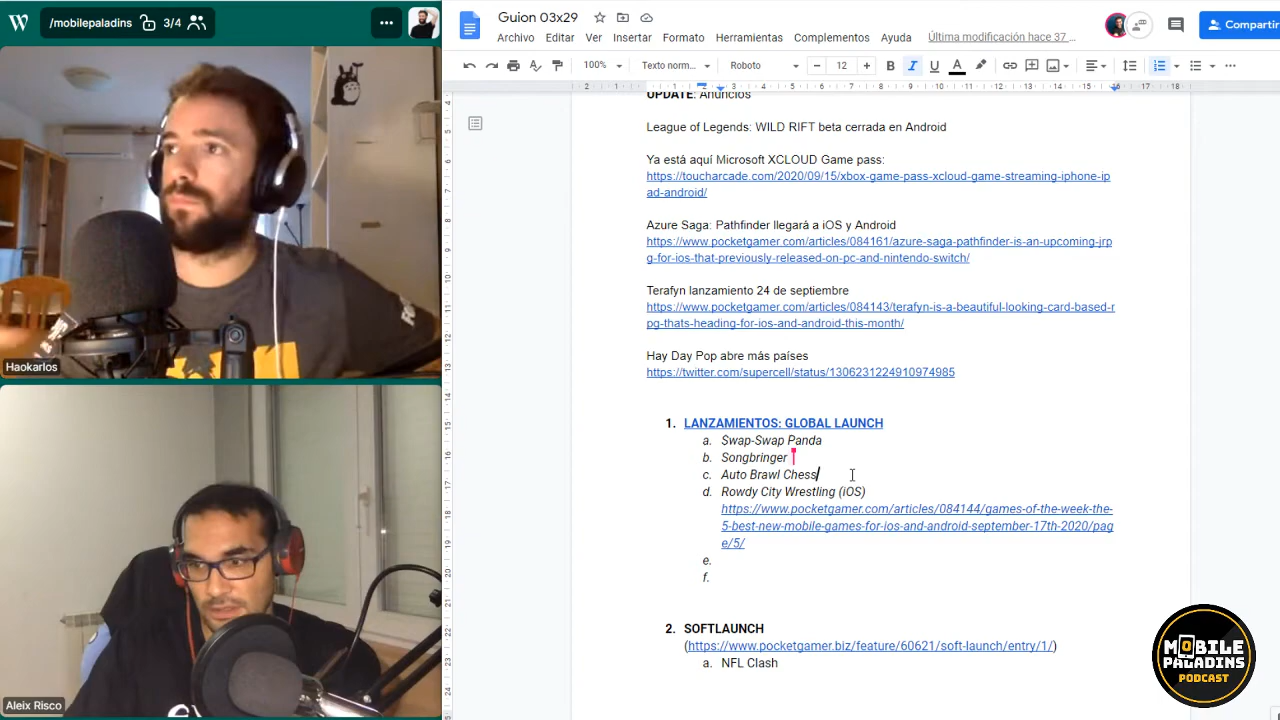 /mobilepaladins 3/4
Haokarlos
Aleix Risco
Guion 03x29
Archivo Editar Ver Insertar Formato Herramientas Complementos Ayuda Última modificación hace 37 ...
Compartir
100% Texto norm... Roboto 12
UPDATE: Anuncios
League of Legends: WILD RIFT beta cerrada en Android
Ya está aquí Microsoft XCLOUD Game pass:
https://toucharcade.com/2020/09/15/xbox-game-pass-xcloud-game-streaming-iphone-ip
ad-android/
Azure Saga: Pathfinder llegará a iOS y Android
https://www.pocketgamer.com/articles/084161/azure-saga-pathfinder-is-an-upcoming-jrp
g-for-ios-that-previously-released-on-pc-and-nintendo-switch/
Terafyn lanzamiento 24 de septiembre
https://www.pocketgamer.com/articles/084143/terafyn-is-a-beautiful-looking-card-based-r
pg-thats-heading-for-ios-and-android-this-month/
Hay Day Pop abre más países
https://twitter.com/supercell/status/1306231224910974985
1. LANZAMIENTOS: GLOBAL LAUNCH
a. Swap-Swap Panda
b. Songbringer
c. Auto Brawl Chess
d. Rowdy City Wrestling (iOS)
https://www.pocketgamer.com/articles/084144/games-of-the-week-the-
5-best-new-mobile-games-for-ios-and-android-september-17th-2020/pag
e/5/
e.
f.
2. SOFTLAUNCH
(https://www.pocketgamer.biz/feature/60621/soft-launch/entry/1/)
a. NFL Clash
MOBILE
PALADINS
PODCAST